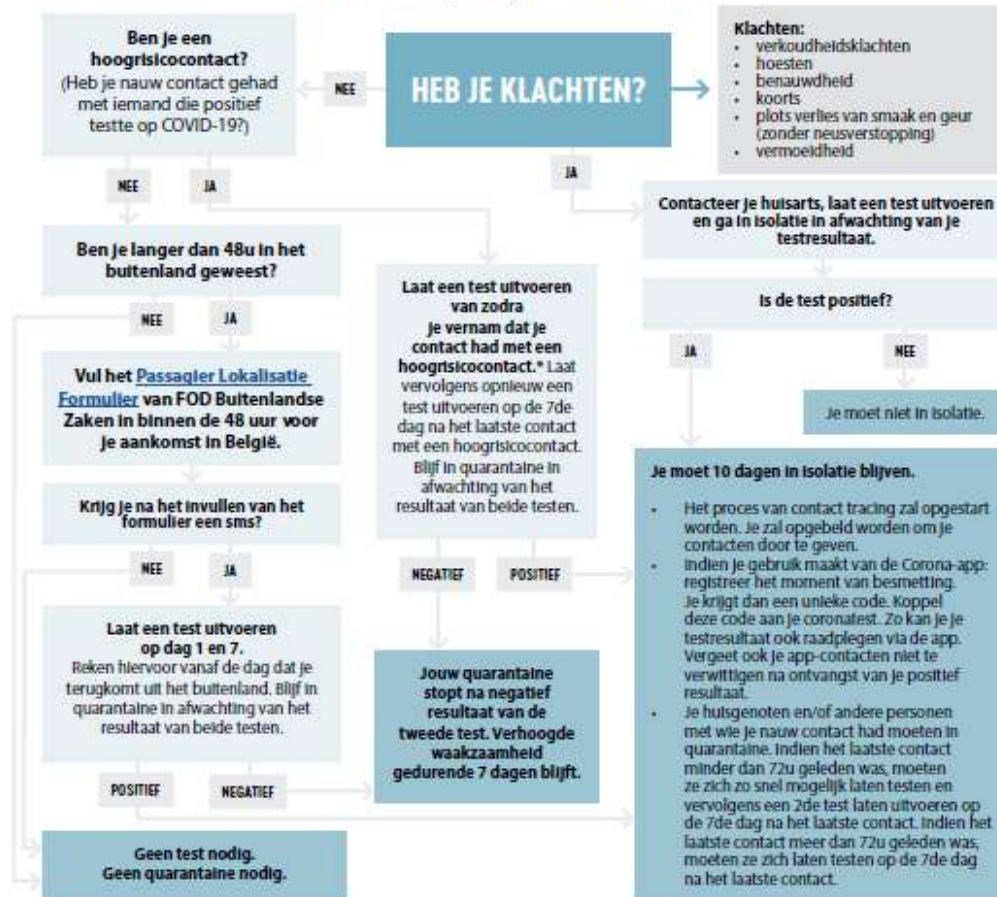 Ben je een
hoogrisicocontact?
(Heb je nauw contact gehad
met iemand die positief
testte op COVID-19?)
NEE
HEB JE KLACHTEN?
Klachten:
• verkoudheidsklachten
• hoesten
• benauwdheid
• koorts
• plots verlies van smaak en geur
(zonder neusverstopping)
• vermoeidheid
NEE
JA
JA
Contacteer je huisarts, laat een test uitvoeren
en ga in isolatie in afwachting van je
testresultaat.
Ben je langer dan 48u in het
buitenland geweest?
NEE
JA
Is de test positief?
JA
NEE
Je moet niet in isolatie.
Laat een test uitvoeren
van zodra
je vernam dat je
contact had met een
hoogrisicocontact.* Laat
vervolgens opnieuw een
test uitvoeren op de 7de
dag na het laatste contact
met een hoogrisicocontact.
Blijf in quarantaine in
afwachting van het
resultaat van beide testen.
Vul het Passagier Lokalisatie
Formulier van FOD Buitenlandse
Zaken in binnen de 48 uur voor
je aankomst in België.
Krijg je na het invullen van het
formulier een sms?
NEE
JA
NEGATIEF
POSITIEF
Laat een test uitvoeren
op dag 1 en 7.
Reken hiervoor vanaf de dag dat je
terugkomt uit het buitenland. Blijf in
quarantaine in afwachting van het
resultaat van beide testen.
POSITIEF
NEGATIEF
Jouw quarantaine
stopt na negatief
resultaat van de
tweede test. Verhoogde
waakzaamheid
gedurende 7 dagen blijft.
Je moet 10 dagen in isolatie blijven.
• Het proces van contact tracing zal opgestart
worden. Je zal opgebeld worden om je
contacten door te geven.
• Indien je gebruik maakt van de Corona-app:
registreer het moment van besmetting.
Je krijgt dan een unieke code. Koppel
deze code aan je coronatest. Zo kan je je
testresultaat ook raadplegen via de app.
Vergeet ook je app-contacten niet te
verwittigen na ontvangst van je positief
resultaat.
• Je huisgenoten en/of andere personen
met wie je nauw contact had moeten in
quarantaine. Indien het laatste contact
minder dan 72u geleden was, moeten
ze zich zo snel mogelijk laten testen en
vervolgens een 2de test laten uitvoeren op
de 7de dag na het laatste contact. Indien het
laatste contact meer dan 72u geleden was,
moeten ze zich laten testen op de 7de dag
na het laatste contact.
Geen test nodig.
Geen quarantaine nodig.